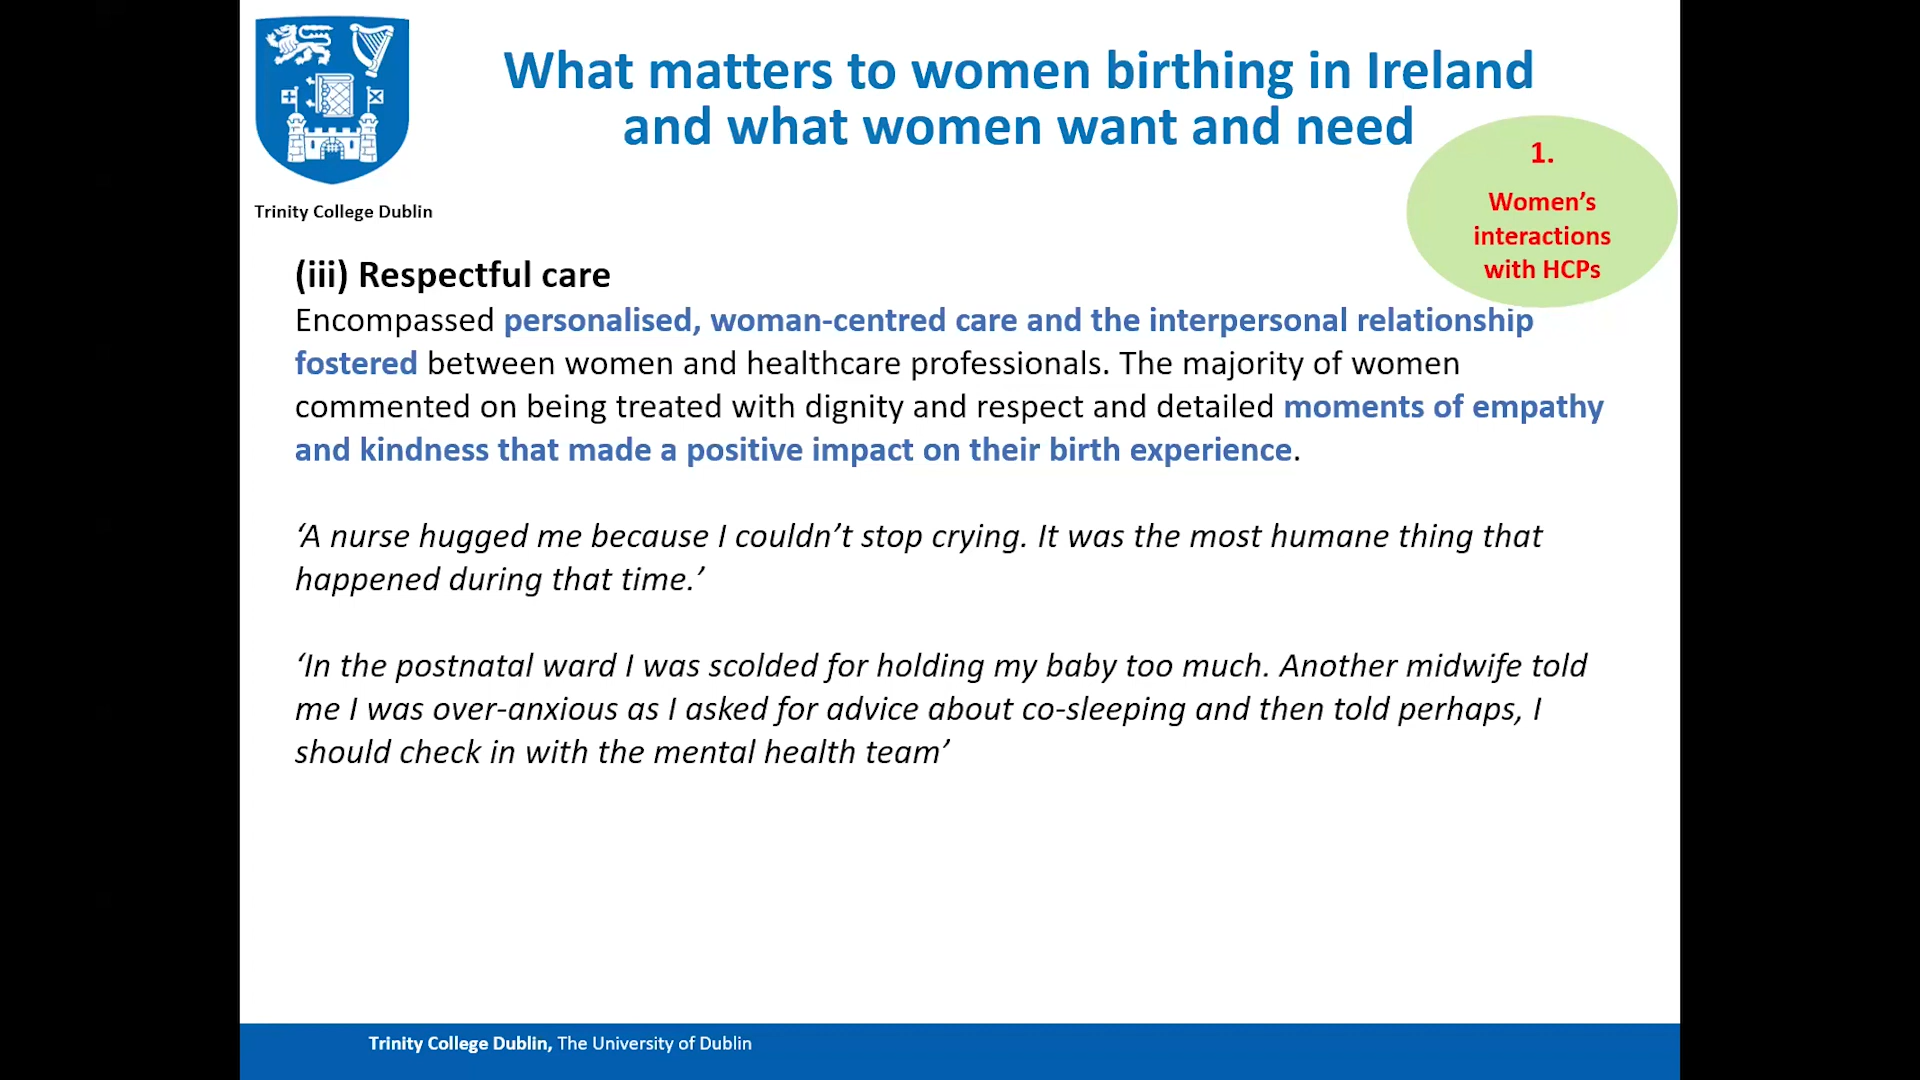 What matters to women birthing in Ireland
and what women want and need
Trinity College Dublin
1.
Women’s
interactions
with HCPs
(iii) Respectful care
Encompassed personalised, woman-centred care and the interpersonal relationship
fostered between women and healthcare professionals. The majority of women
commented on being treated with dignity and respect and detailed moments of empathy
and kindness that made a positive impact on their birth experience.
‘A nurse hugged me because I couldn’t stop crying. It was the most humane thing that
happened during that time.’
‘In the postnatal ward I was scolded for holding my baby too much. Another midwife told
me I was over-anxious as I asked for advice about co-sleeping and then told perhaps, I
should check in with the mental health team’
Trinity College Dublin, The University of Dublin